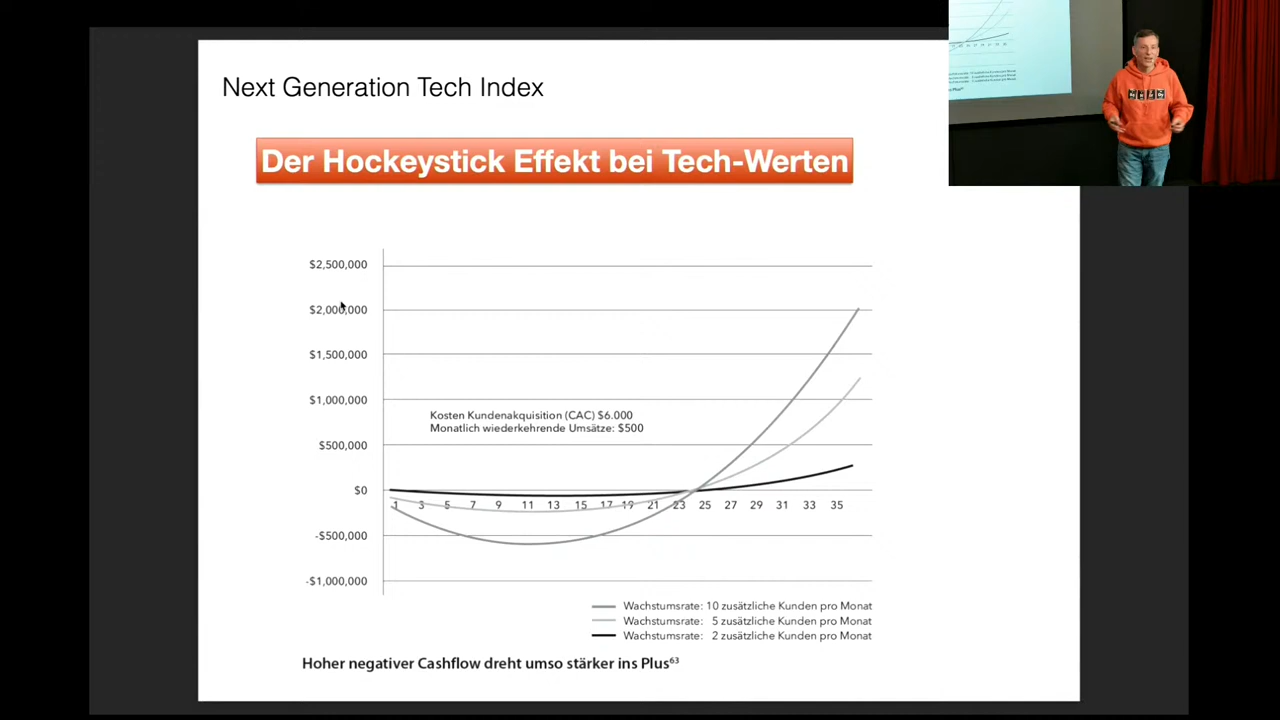 Next Generation Tech Index
Der Hockeystick Effekt bei Tech-Werten
$2,500,000
$2,000,000
$1,500,000
$1,000,000
$500,000
$0
-$500,000
-$1,000,000
Kosten Kundenakquisition (CAC) $6.000
Monatlich wiederkehrende Umsätze: $500
1 3 5 7 9 11 13 15 17 19 21 23 25 27 29 31 33 35
Wachstumsrate: 10 zusätzliche Kunden pro Monat
Wachstumsrate: 5 zusätzliche Kunden pro Monat
Wachstumsrate: 2 zusätzliche Kunden pro Monat
Hoher negativer Cashflow dreht umso stärker ins Plus⁶³